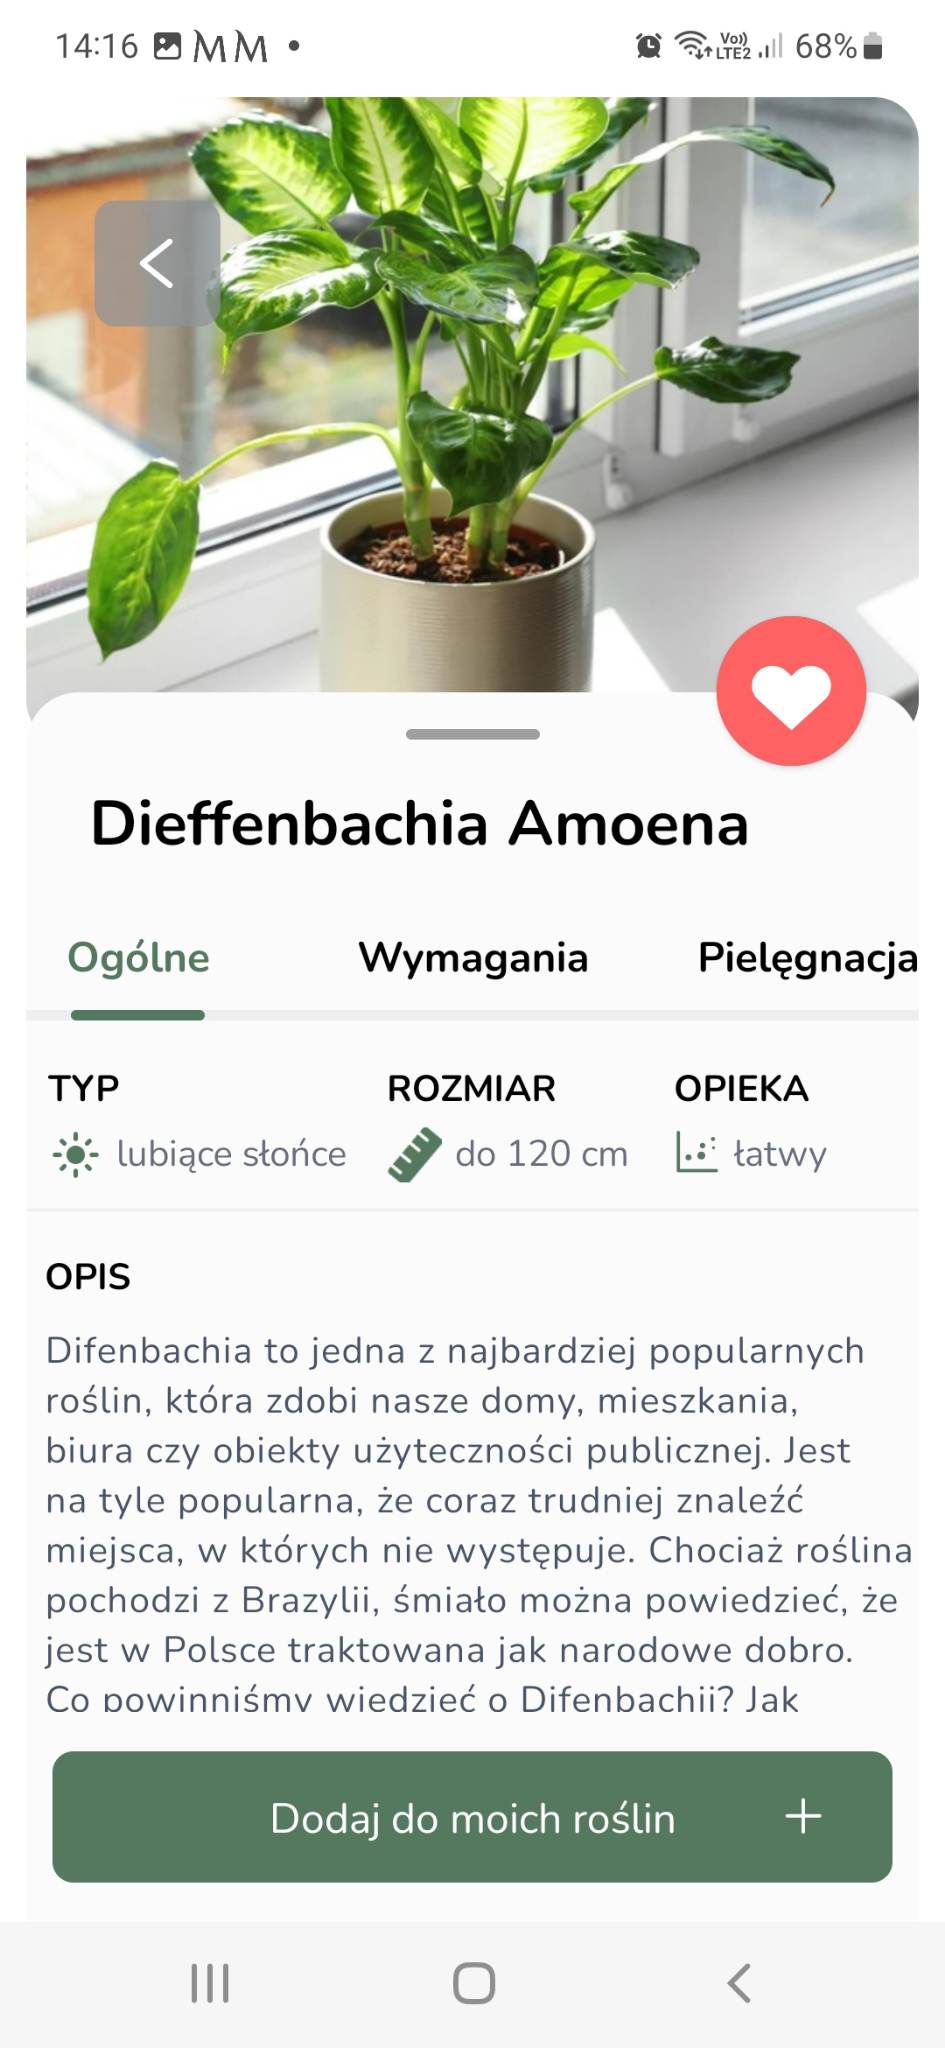 14:16 MM • Vo)) LTE2 68%
Dieffenbachia Amoena
Ogólne Wymagania Pielęgnacja
TYP ROZMIAR OPIEKA
lubiące słońce do 120 cm łatwy
OPIS
Difenbachia to jedna z najbardziej popularnych
roślin, która zdobi nasze domy, mieszkania,
biura czy obiekty użyteczności publicznej. Jest
na tyle popularna, że coraz trudniej znaleźć
miejsca, w których nie występuje. Chociaż roślina
pochodzi z Brazylii, śmiało można powiedzieć, że
jest w Polsce traktowana jak narodowe dobro.
Co powinniśmy wiedzieć o Difenbachii? Jak
Dodaj do moich roślin +